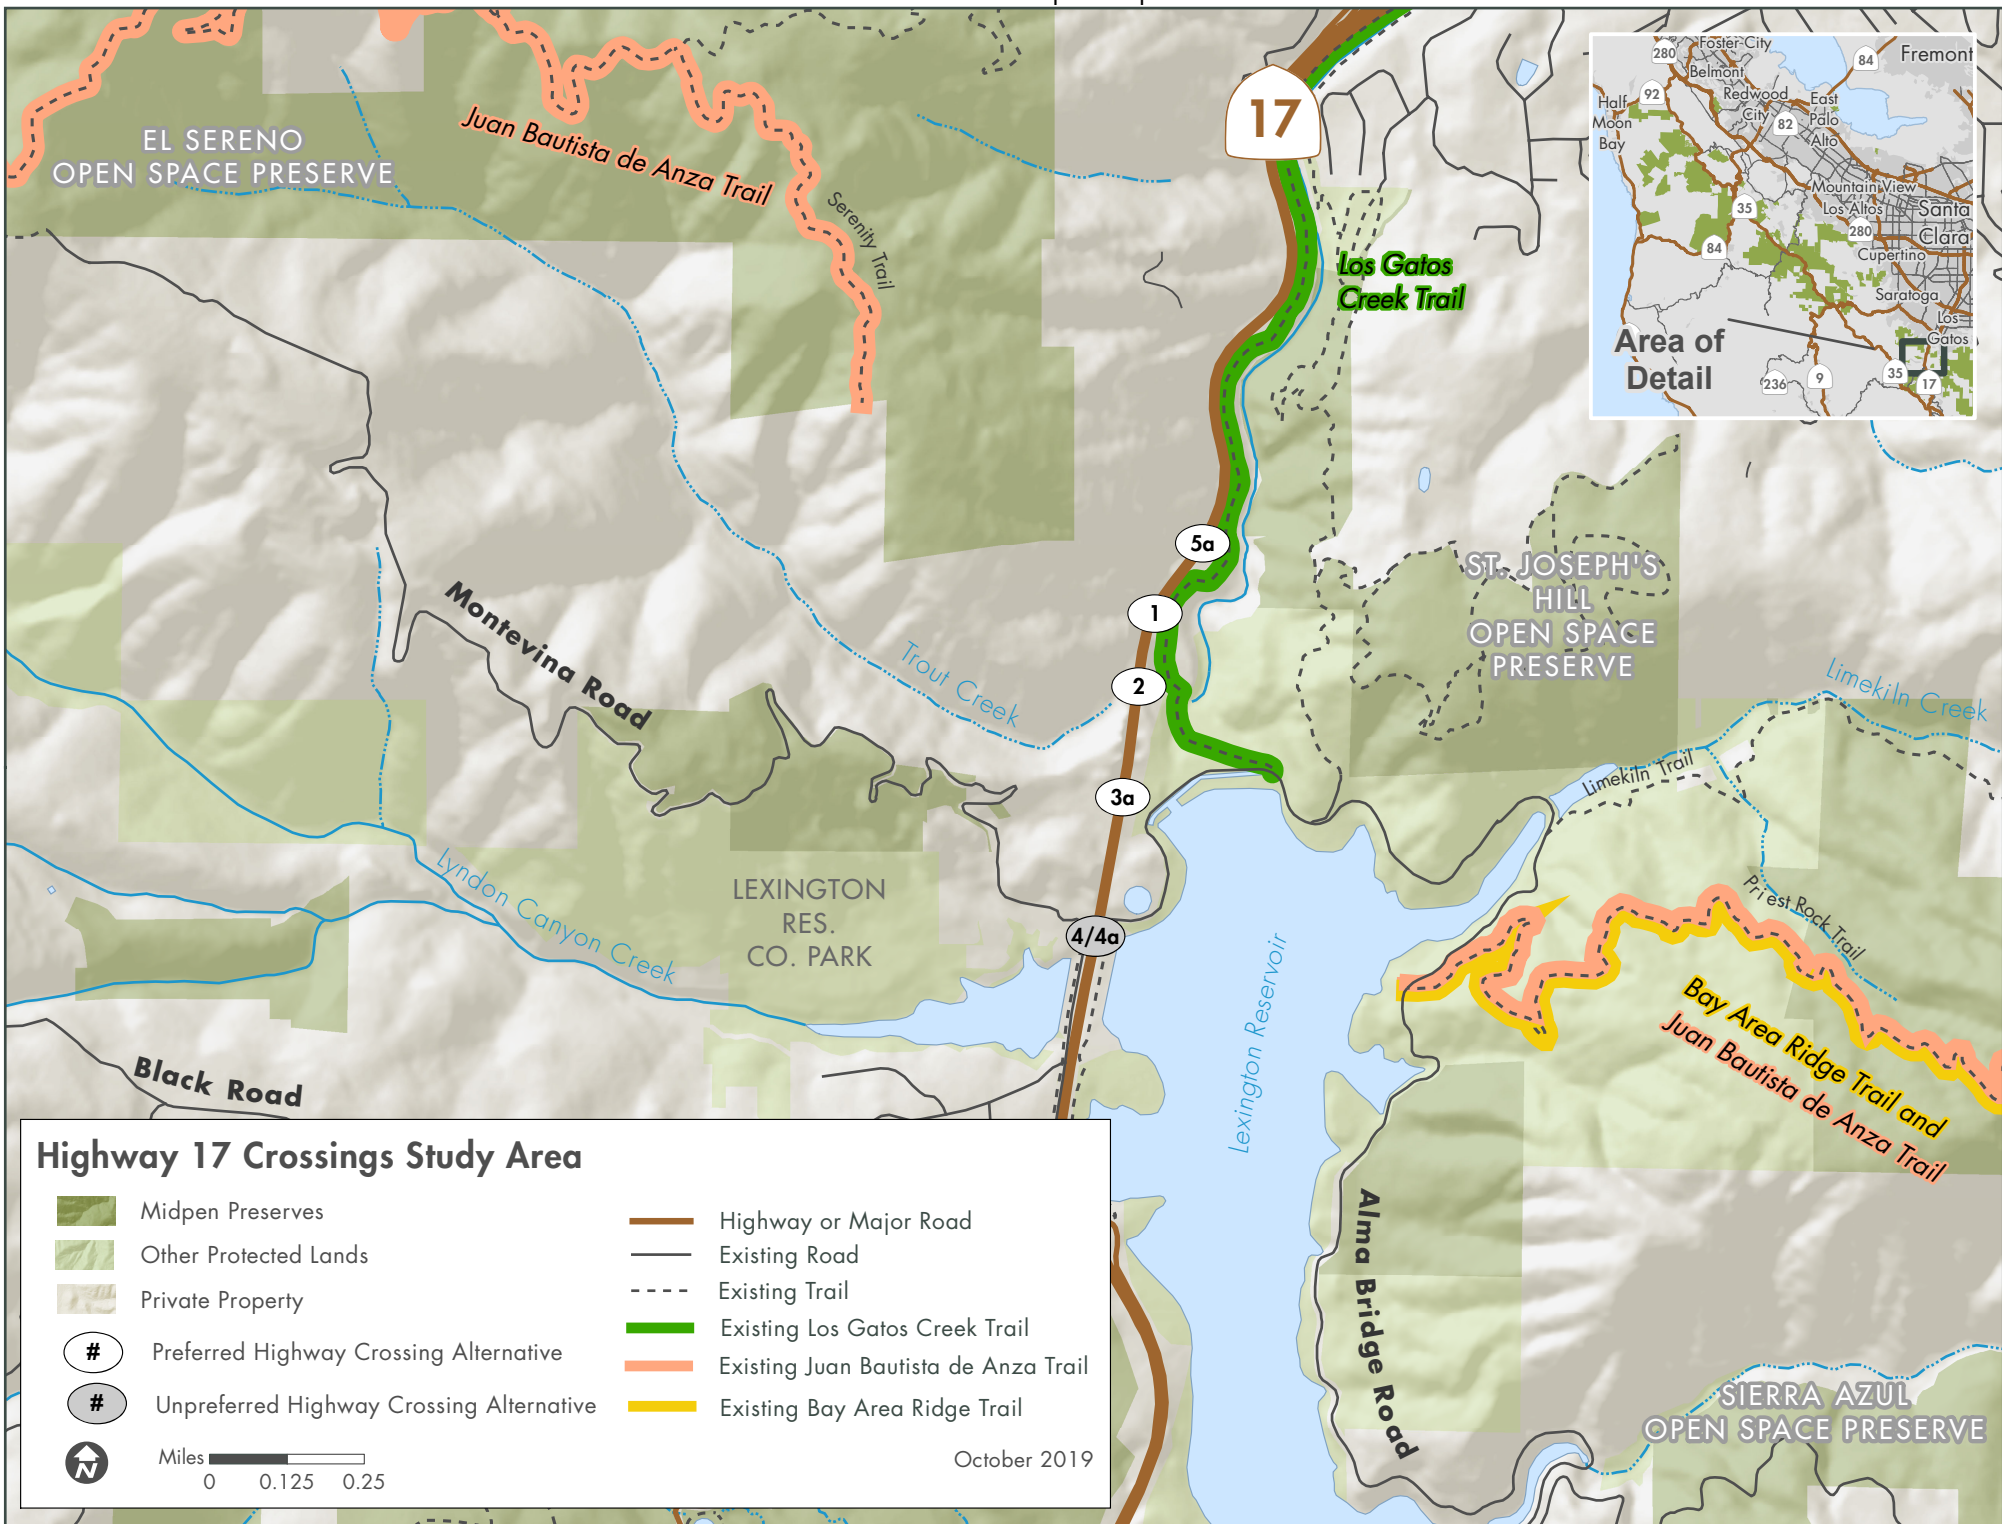 17
EL SERENO
OPEN SPACE PRESERVE
Juan Bautista de Anza Trail
Serenity Trail
Los Gatos
Creek Trail
280
Foster City
84
Fremont
Belmont
92
Redwood
City
East
Palo
Alto
Half
Moon
Bay
82
Mountain View
Los Altos
Santa
Clara
35
280
84
Cupertino
Saratoga
Los
Gatos
Area of
Detail
236
9
35
17
5a
1
2
3a
4/4a
ST. JOSEPH'S
HILL
OPEN SPACE
PRESERVE
Montevina Road
Trout Creek
Limekiln Creek
Limekiln Trail
Priest Rock Trail
Lyndon Canyon Creek
LEXINGTON
RES.
CO. PARK
Lexington Reservoir
Bay Area Ridge Trail and
Juan Bautista de Anza Trail
Black Road
Alma Bridge Road
SIERRA AZUL
OPEN SPACE PRESERVE
Highway 17 Crossings Study Area
Midpen Preserves
Other Protected Lands
Private Property
# Preferred Highway Crossing Alternative
# Unpreferred Highway Crossing Alternative
Highway or Major Road
Existing Road
Existing Trail
Existing Los Gatos Creek Trail
Existing Juan Bautista de Anza Trail
Existing Bay Area Ridge Trail
N
Miles
0 0.125 0.25
October 2019